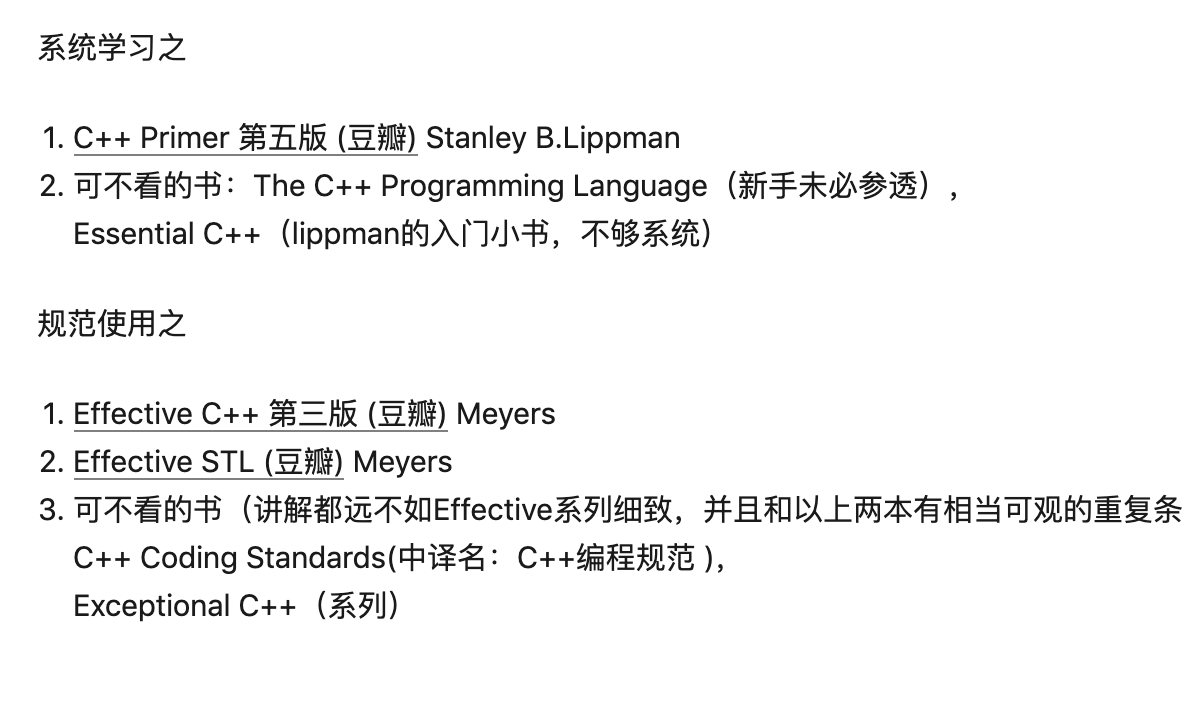 系统学习之
1. C++ Primer 第五版 (豆瓣) Stanley B.Lippman
2. 可不看的书：The C++ Programming Language（新手未必参透），
Essential C++（lippman的入门小书，不够系统）
规范使用之
1. Effective C++ 第三版 (豆瓣) Meyers
2. Effective STL (豆瓣) Meyers
3. 可不看的书（讲解都远不如Effective系列细致，并且和以上两本有相当可观的重复条
C++ Coding Standards(中译名：C++编程规范 ),
Exceptional C++（系列）